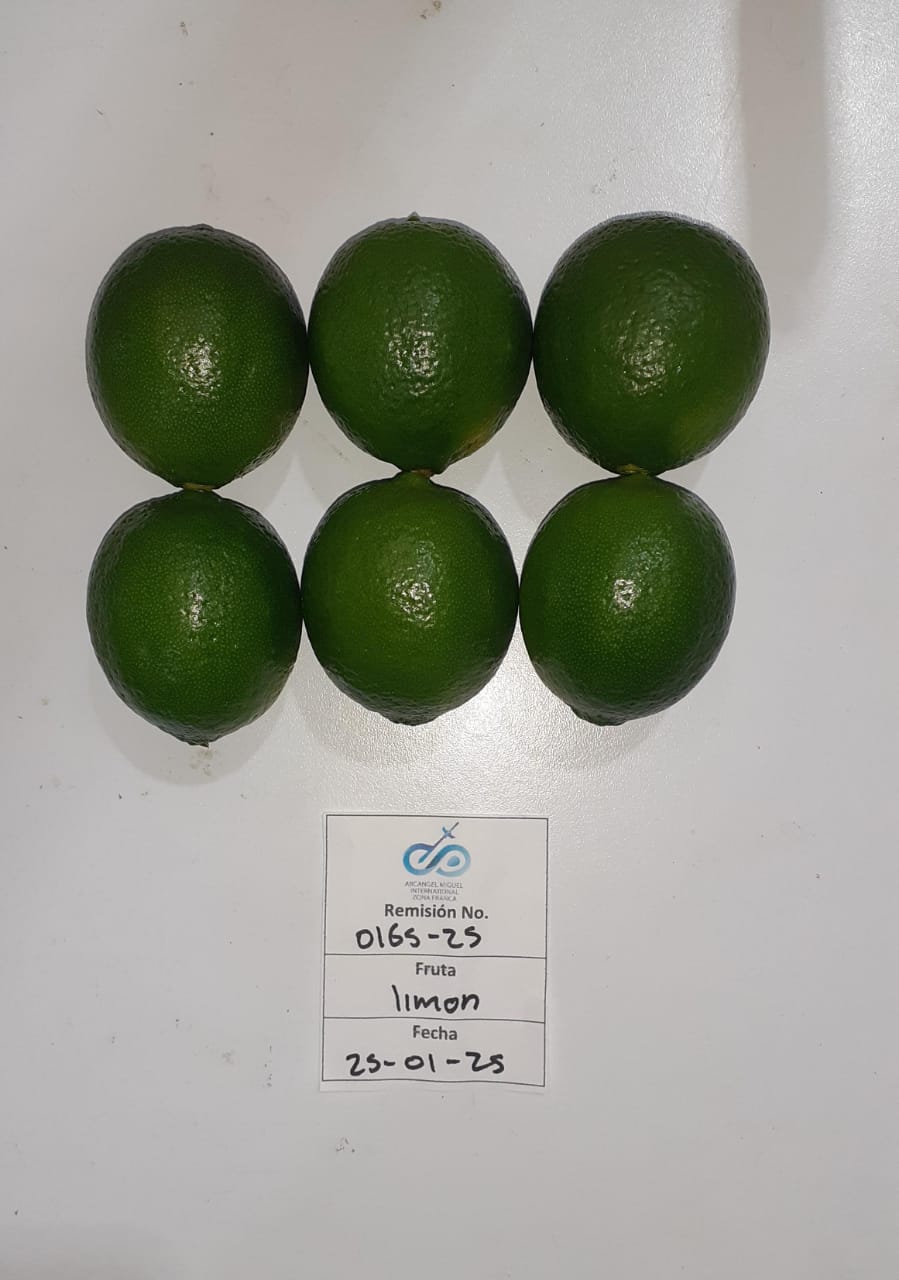 ARCANGEL MIGUEL
INTERNATIONAL
ZONA FRANCA
Remisión No.
0165-25
Fruta
limon
Fecha
25-01-25